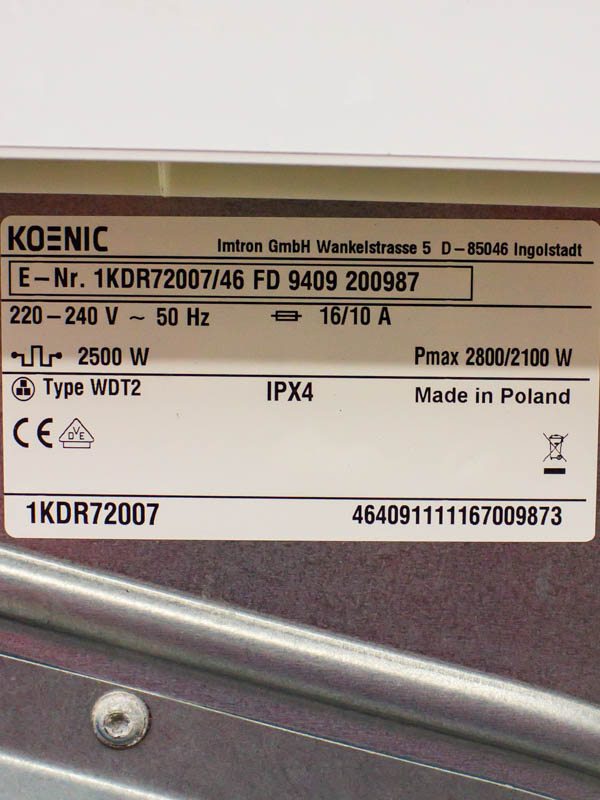 KOENIC
Imtron GmbH Wankelstrasse 5 D-85046 Ingolstadt
E-Nr. 1KDR72007/46 FD 9409 200987
220-240 V ~ 50 Hz 16/10 A
2500 W Pmax 2800/2100 W
Type WDT2 IPX4 Made in Poland
CE DVE
1KDR72007 464091111167009873